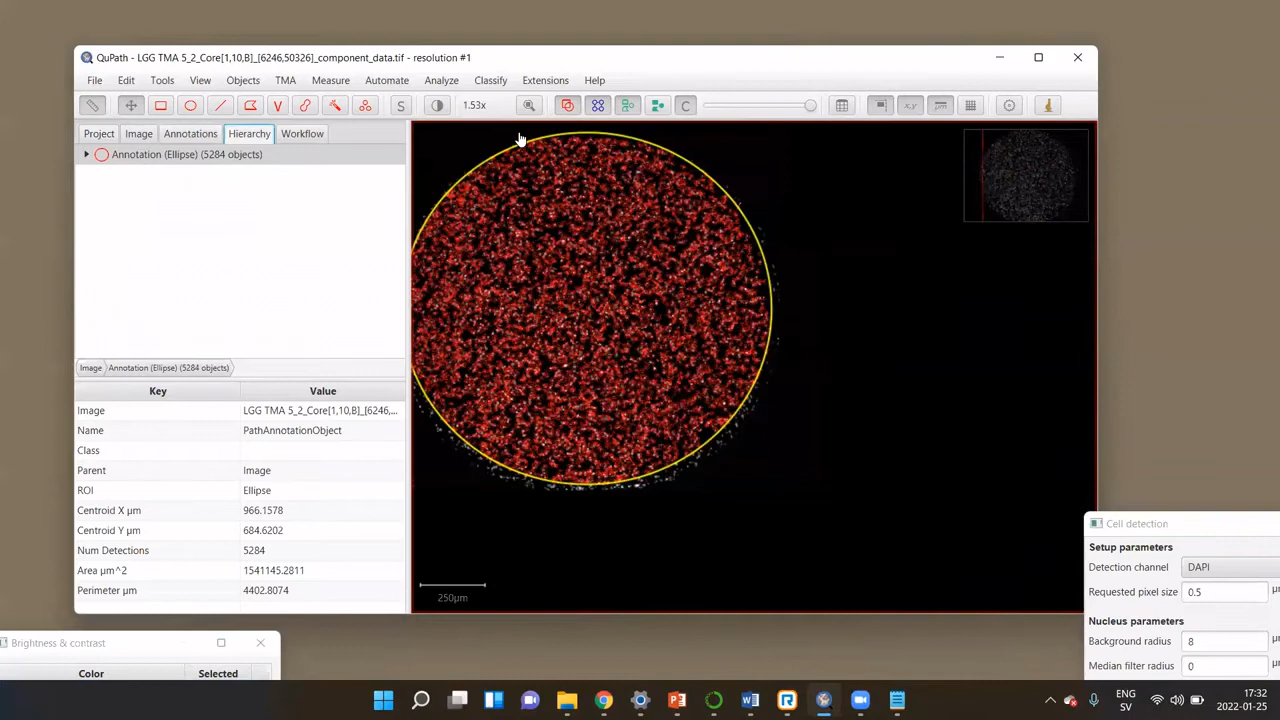 QuPath - LGG TMA 5_2_Core[1,10,B]_[6246,50326]_component_data.tif - resolution #1
File Edit Tools View Objects TMA Measure Automate Analyze Classify Extensions Help
V S 1.53x C x,y
Project Image Annotations Hierarchy Workflow
Annotation (Ellipse) (5284 objects)
Image Annotation (Ellipse) (5284 objects)
Key Value
Image LGG TMA 5_2_Core[1,10,B]_[6246,...
Name PathAnnotationObject
Class
Parent Image
ROI Ellipse
Centroid X µm 966.1578
Centroid Y µm 684.6202
Num Detections 5284
Area µm^2 1541145.2811
Perimeter µm 4402.8074
250µm
Cell detection
Setup parameters
Detection channel DAPI
Requested pixel size 0.5
Nucleus parameters
Background radius 8
Median filter radius 0
Brightness & contrast
Color Selected
ENG
SV
17:32
2022-01-25